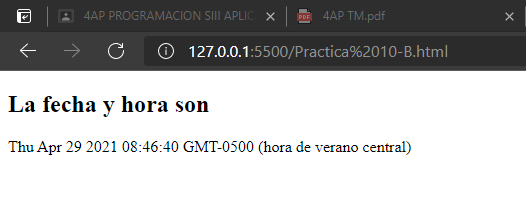 4AP PROGRAMACION SIII APLIC
4AP TM.pdf
127.0.0.1:5500/Practica%2010-B.html
La fecha y hora son
Thu Apr 29 2021 08:46:40 GMT-0500 (hora de verano central)